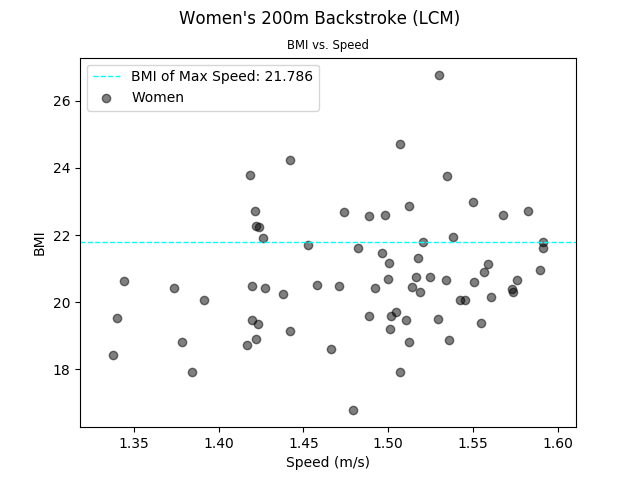 Women's 200m Backstroke (LCM)
BMI vs. Speed
BMI of Max Speed: 21.786
Women
26
24
22
20
18
BMI
1.35 1.40 1.45 1.50 1.55 1.60
Speed (m/s)